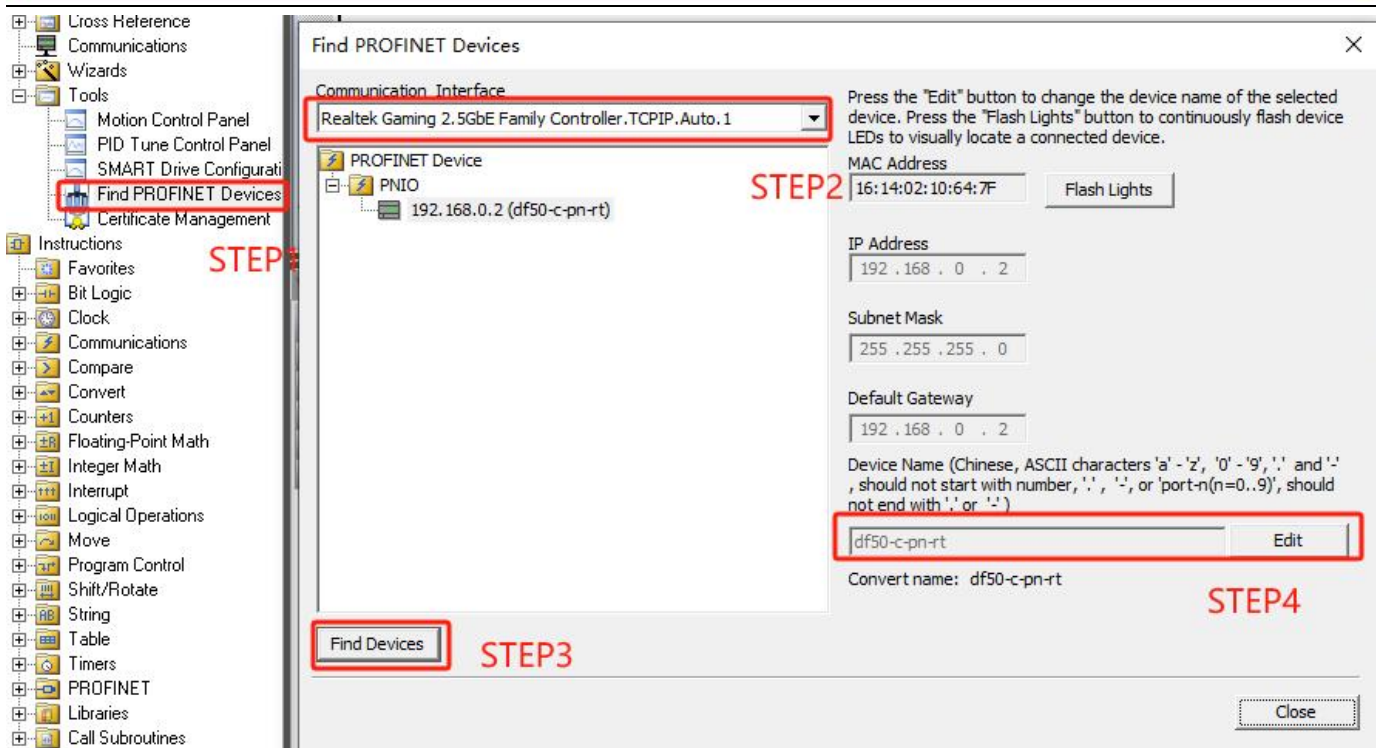 Cross Reference
Communications
Wizards
Tools
Motion Control Panel
PID Tune Control Panel
SMART Drive Configurati
Find PROFINET Devices
Certificate Management
STEP1
Instructions
Favorites
Bit Logic
Clock
Communications
Compare
Convert
Counters
Floating-Point Math
Integer Math
Interrupt
Logical Operations
Move
Program Control
Shift/Rotate
String
Table
Timers
PROFINET
Libraries
Call Subroutines
Find PROFINET Devices
Communication Interface
Realtek Gaming 2.5GbE Family Controller.TCPIP.Auto.1
STEP2
PROFINET Device
PNIO
192.168.0.2 (df50-c-pn-rt)
Find Devices
STEP3
Press the "Edit" button to change the device name of the selected
device. Press the "Flash Lights" button to continuously flash device
LEDs to visually locate a connected device.
MAC Address
16:14:02:10:64:7F
Flash Lights
IP Address
192 . 168 . 0 . 2
Subnet Mask
255 . 255 . 255 . 0
Default Gateway
192 . 168 . 0 . 2
Device Name (Chinese, ASCII characters 'a' - 'z', '0' - '9', '.' and '-'
, should not start with number, '.' , '-', or 'port-n(n=0..9)', should
not end with '.' or '-' )
df50-c-pn-rt
Edit
Convert name: df50-c-pn-rt
STEP4
Close